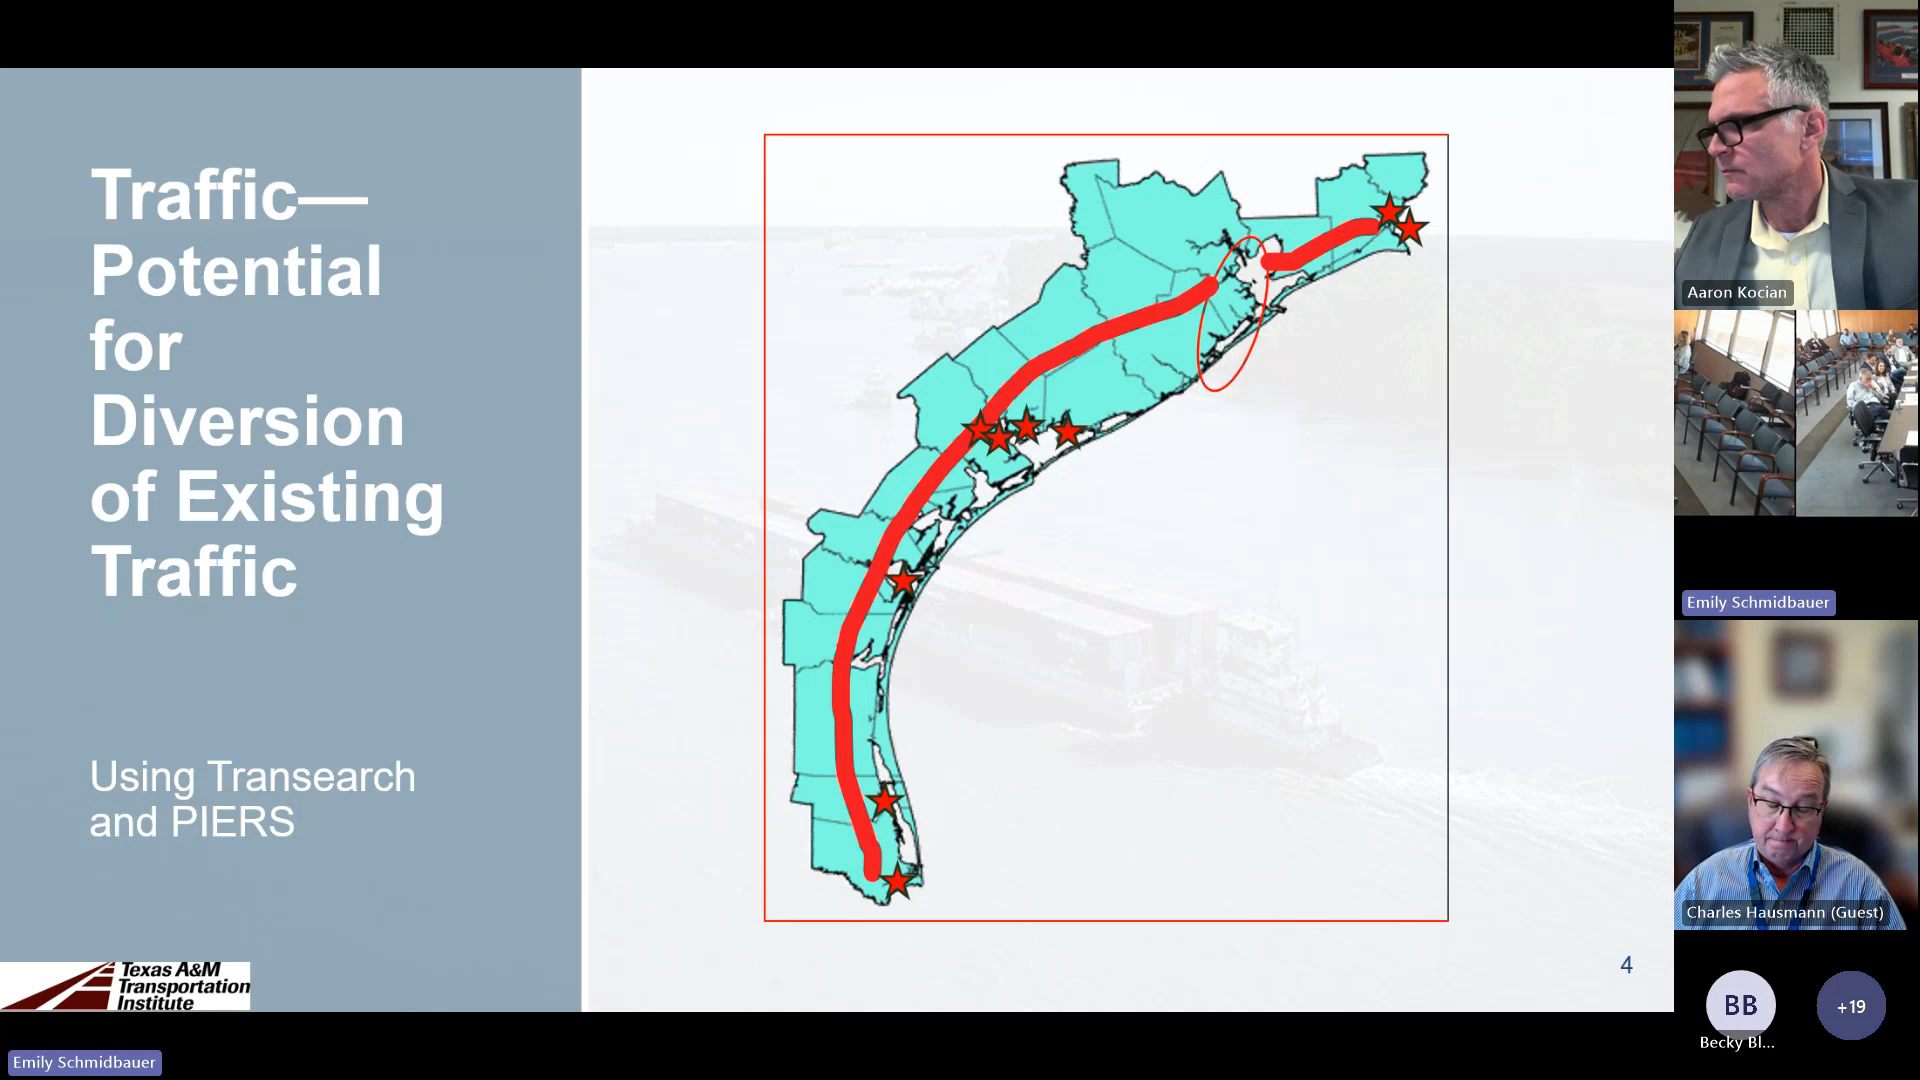 Traffic—
Potential
for
Diversion
of Existing
Traffic
Using Transearch
and PIERS
Texas A&M
Transportation
Institute
4
Aaron Kocian
Emily Schmidbauer
Charles Hausmann (Guest)
BB
Becky Bl...
+19
Emily Schmidbauer